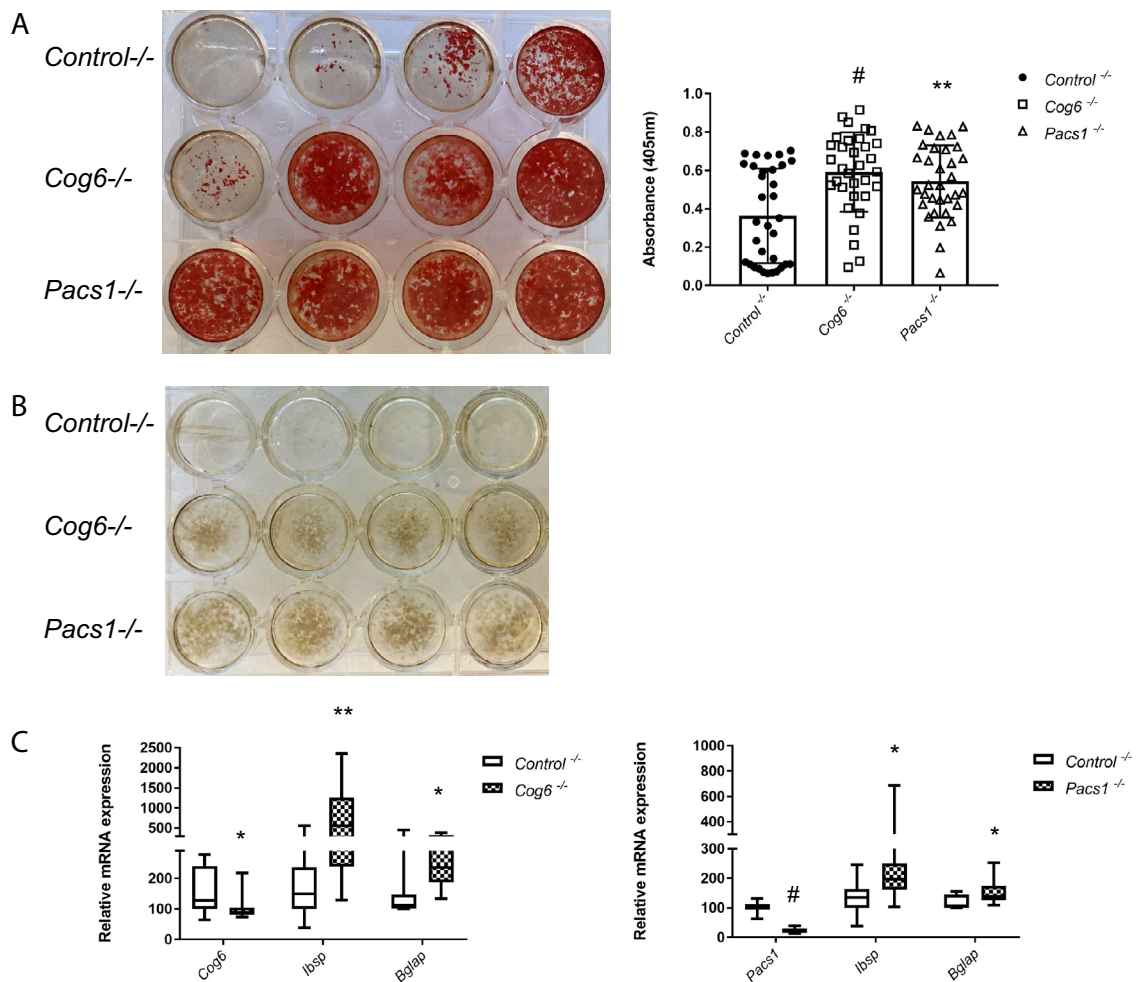 A
Control-/-
Cog6-/-
Pacs1-/-
Absorbance (405nm)
1.0
0.8
0.6
0.4
0.2
0.0
#
**
Control -/-
Cog6 -/-
Pacs1 -/-
Control -/-
Cog6 -/-
Pacs1 -/-
B
Control-/-
Cog6-/-
Pacs1-/-
C
Relative mRNA expression
2500
2000
1500
1000
500
200
100
0
*
**
*
Cog6
Ibsp
Bglap
Control -/-
Cog6 -/-
Relative mRNA expression
1000
800
600
400
300
200
100
0
#
*
*
Pacs1
Ibsp
Bglap
Control -/-
Pacs1 -/-